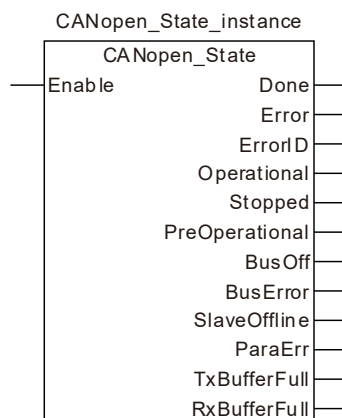 CANopen_State_instance
CANopen_State
Enable Done
Error
ErrorID
Operational
Stopped
PreOperational
BusOff
BusError
SlaveOffline
ParaErr
TxBufferFull
RxBufferFull